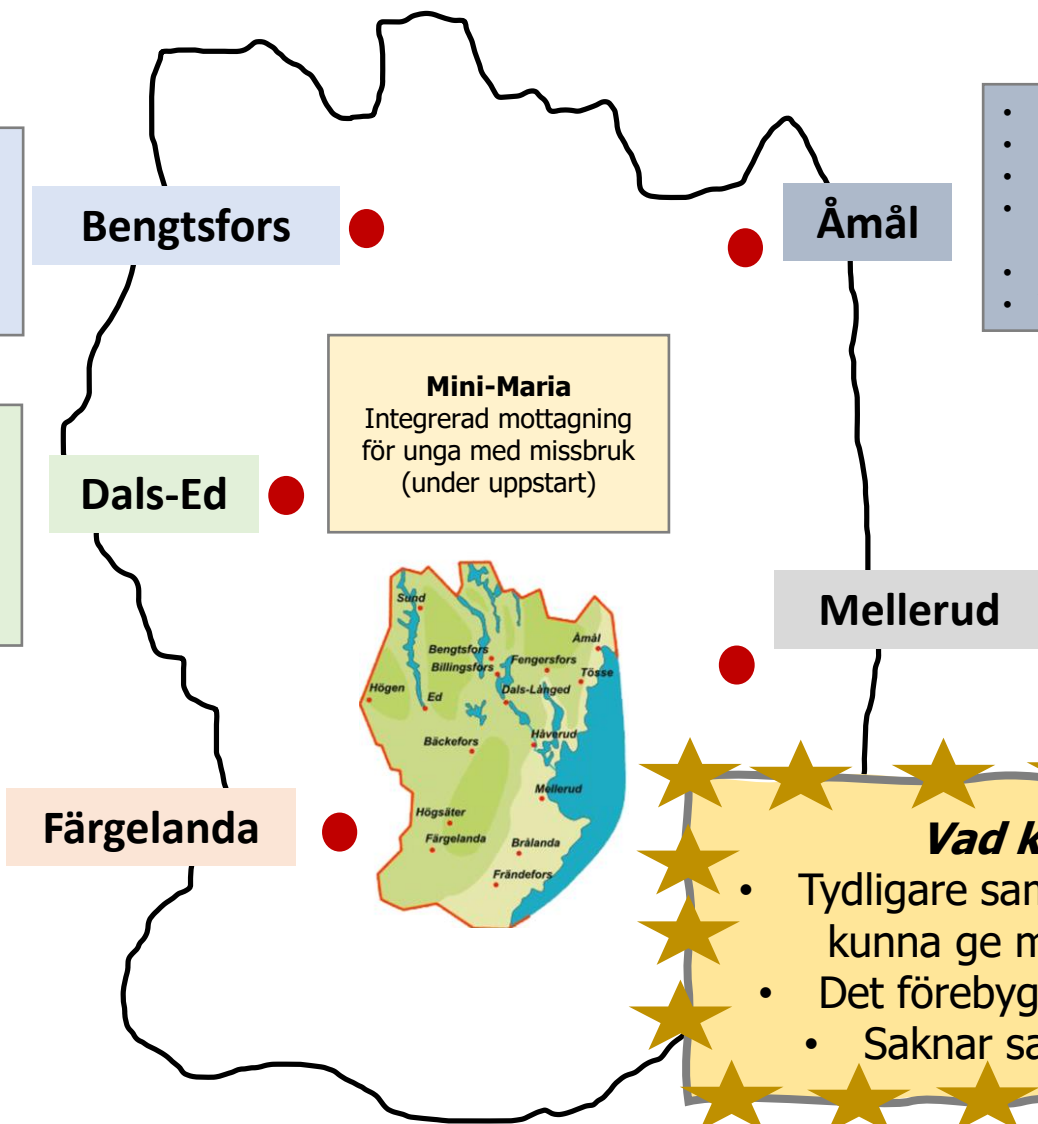 Bengtsfors
Åmål
Mini-Maria
Integrerad mottagning
för unga med missbruk
(under uppstart)
Dals-Ed
Mellerud
Sund
Bengtsfors
Billingsfors
Åmål
Fengersfors
Tösse
Högen
Ed
Dals-Långed
Bäckefors
Håverud
Mellerud
Högsäter
Färgelanda
Brålanda
Frändefors
Färgelanda
Vad k
• Tydligare sam
kunna ge m
• Det förebyg
• Saknar sa